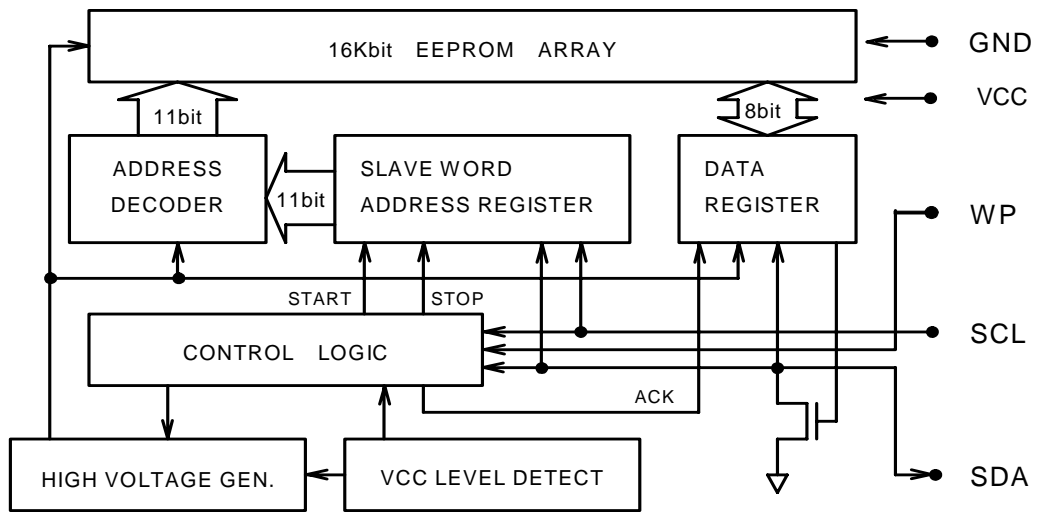 16Kbit EEPROM ARRAY
GND
VCC
11bit
8bit
ADDRESS
DECODER
11bit
SLAVE WORD
ADDRESS REGISTER
DATA
REGISTER
WP
START
STOP
CONTROL LOGIC
SCL
ACK
HIGH VOLTAGE GEN.
VCC LEVEL DETECT
SDA